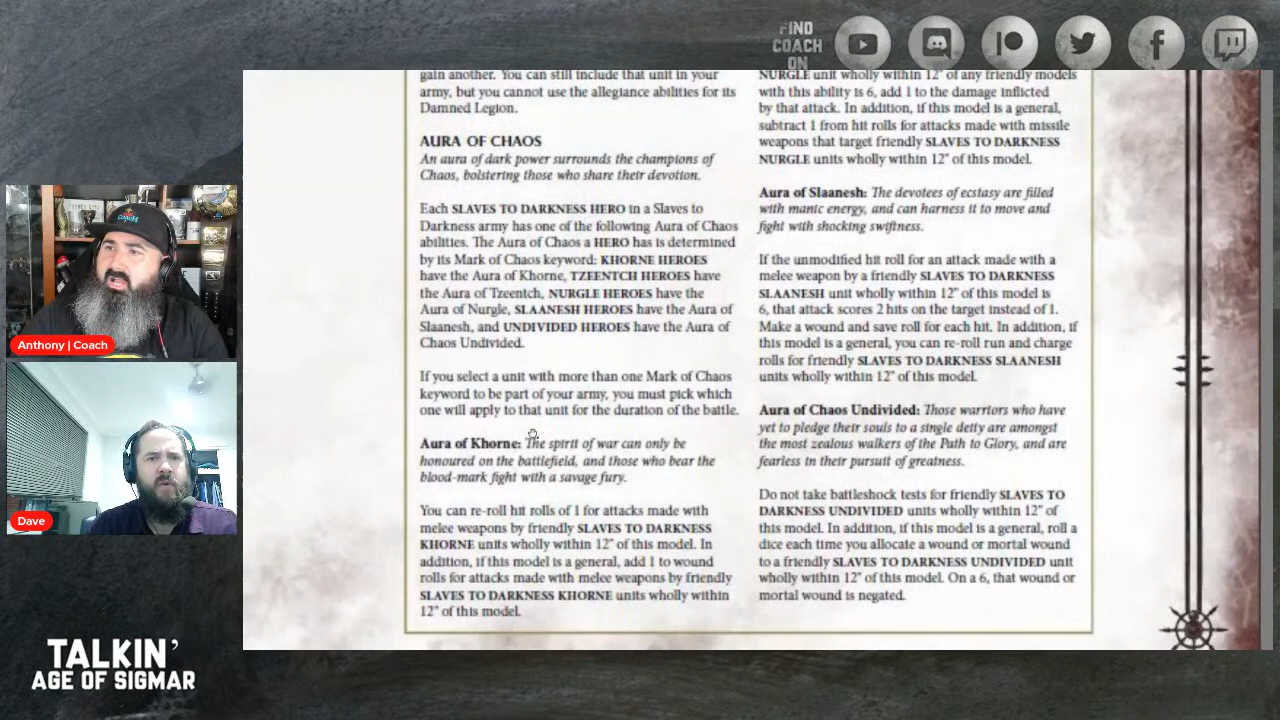 FIND
COACH
ON
gain another. You can still include that unit in your
army, but you cannot use the allegiance abilities for its
Damned Legion.
AURA OF CHAOS
An aura of dark power surrounds the champions of
Chaos, bolstering those who share their devotion.
Each SLAVES TO DARKNESS HERO in a Slaves to
Darkness army has one of the following Aura of Chaos
abilities. The Aura of Chaos a HERO has is determined
by its Mark of Chaos keyword: KHORNE HEROES
have the Aura of Khorne, TZEENTCH HEROES have
the Aura of Tzeentch, NURGLE HEROES have the
Aura of Nurgle, SLAANESH HEROES have the Aura of
Slaanesh, and UNDIVIDED HEROES have the Aura of
Chaos Undivided.
If you select a unit with more than one Mark of Chaos
keyword to be part of your army, you must pick which
one will apply to that unit for the duration of the battle.
Aura of Khorne: The spirit of war can only be
honoured on the battlefield, and those who bear the
blood-mark fight with a savage fury.
You can re-roll hit rolls of 1 for attacks made with
melee weapons by friendly SLAVES TO DARKNESS
KHORNE units wholly within 12" of this model. In
addition, if this model is a general, add 1 to wound
rolls for attacks made with melee weapons by friendly
SLAVES TO DARKNESS KHORNE units wholly within
12" of this model.
NURGLE unit wholly within 12" of any friendly models
with this ability is 6, add 1 to the damage inflicted
by that attack. In addition, if this model is a general,
subtract 1 from hit rolls for attacks made with missile
weapons that target friendly SLAVES TO DARKNESS
NURGLE units wholly within 12" of this model.
Aura of Slaanesh: The devotees of ecstasy are filled
with manic energy, and can harness it to move and
fight with shocking swiftness.
If the unmodified hit roll for an attack made with a
melee weapon by a friendly SLAVES TO DARKNESS
SLAANESH unit wholly within 12" of this model is
6, that attack scores 2 hits on the target instead of 1.
Make a wound and save roll for each hit. In addition, if
this model is a general, you can re-roll run and charge
rolls for friendly SLAVES TO DARKNESS SLAANESH
units wholly within 12" of this model.
Aura of Chaos Undivided: Those warriors who have
yet to pledge their souls to a single deity are amongst
the most zealous walkers of the Path to Glory, and are
fearless in their pursuit of greatness.
Do not take battleshock tests for friendly SLAVES TO
DARKNESS UNDIVIDED units wholly within 12" of
this model. In addition, if this model is a general, roll a
dice each time you allocate a wound or mortal wound
to a friendly SLAVES TO DARKNESS UNDIVIDED unit
wholly within 12" of this model. On a 6, that wound or
mortal wound is negated.
Anthony | Coach
Dave
TALKIN'
AGE OF SIGMAR